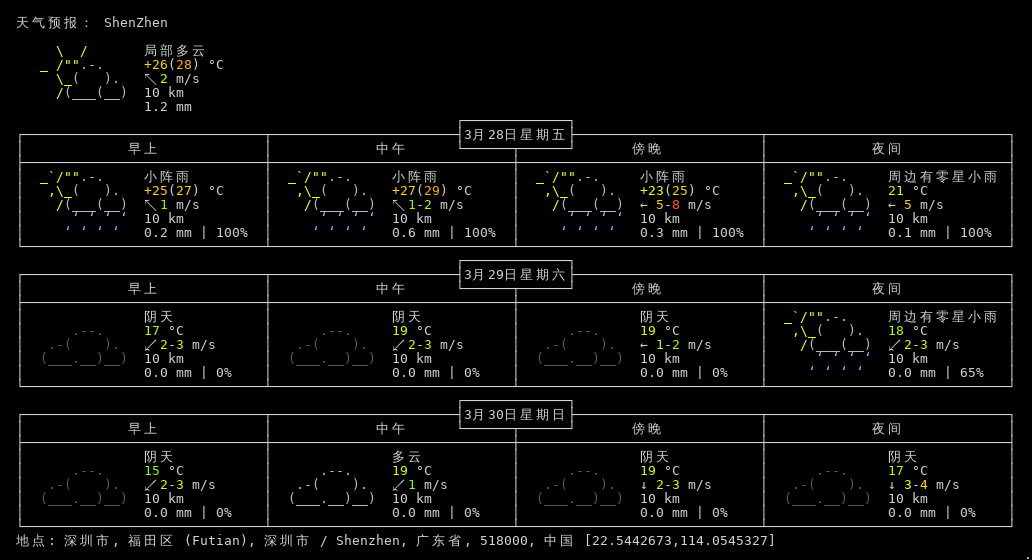 天气预报: ShenZhen
局部多云
+26(28) °C
↖ 2 m/s
10 km
1.2 mm
3月28日星期五
早上 中午 傍晚 夜间
小阵雨 小阵雨 小阵雨 周边有零星小雨
+25(27) °C +27(29) °C +23(25) °C 21 °C
↖ 1 m/s ↖ 1-2 m/s ← 5-8 m/s ← 5 m/s
10 km 10 km 10 km 10 km
0.2 mm | 100% 0.6 mm | 100% 0.3 mm | 100% 0.1 mm | 100%
3月29日星期六
早上 中午 傍晚 夜间
阴天 阴天 阴天 周边有零星小雨
17 °C 19 °C 19 °C 18 °C
↙ 2-3 m/s ↙ 2-3 m/s ← 1-2 m/s ↙ 2-3 m/s
10 km 10 km 10 km 10 km
0.0 mm | 0% 0.0 mm | 0% 0.0 mm | 0% 0.0 mm | 65%
3月30日星期日
早上 中午 傍晚 夜间
阴天 多云 阴天 阴天
15 °C 19 °C 19 °C 17 °C
↙ 2-3 m/s ↙ 1 m/s ↓ 2-3 m/s ↓ 3-4 m/s
10 km 10 km 10 km 10 km
0.0 mm | 0% 0.0 mm | 0% 0.0 mm | 0% 0.0 mm | 0%
地点: 深圳市, 福田区 (Futian), 深圳市 / Shenzhen, 广东省, 518000, 中国 [22.5442673,114.0545327]